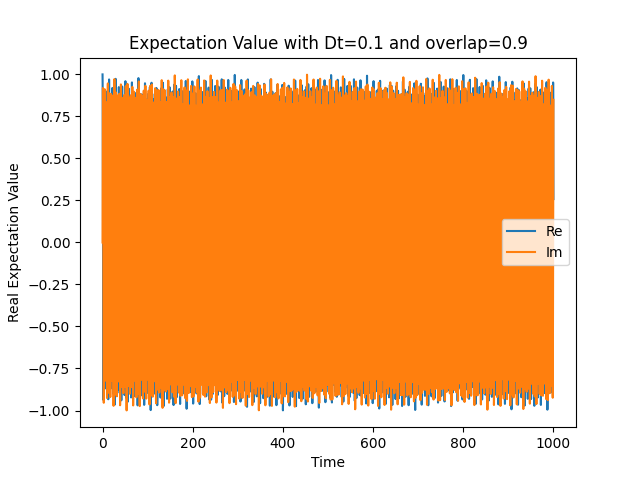 Expectation Value with Dt=0.1 and overlap=0.9
1.00
0.75
0.50
0.25
0.00
−0.25
−0.50
−0.75
−1.00
Real Expectation Value
Re
Im
0 200 400 600 800 1000
Time